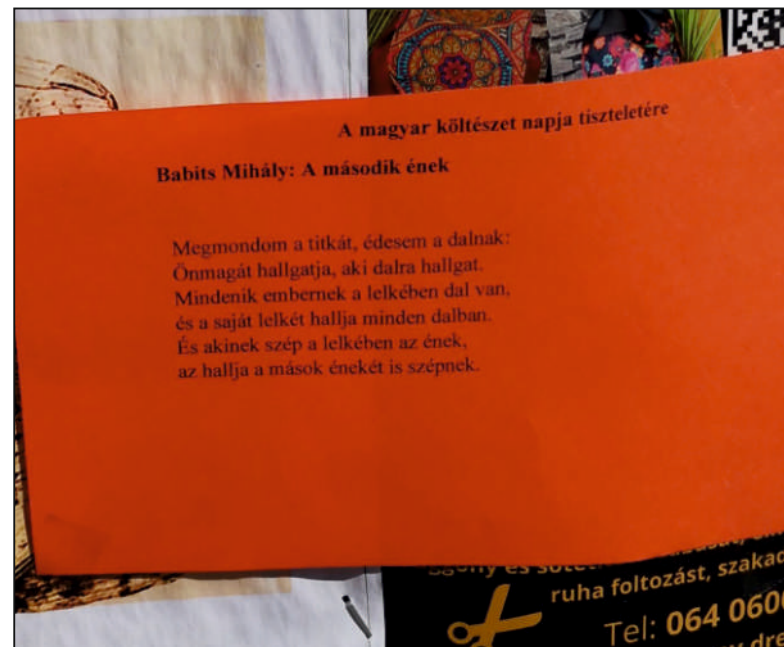 A magyar költészet napja tiszteletére
Babits Mihály: A második ének
Megmondom a titkát, édesem a dalnak:
Önmagát hallgatja, aki dalra hallgat.
Mindenik embernek a lelkében dal van,
és a saját lelkét hallja minden dalban.
És akinek szép a lelkében az ének,
az hallja a mások énekét is szépnek.
ruha foltozást,
Tel: 064 060